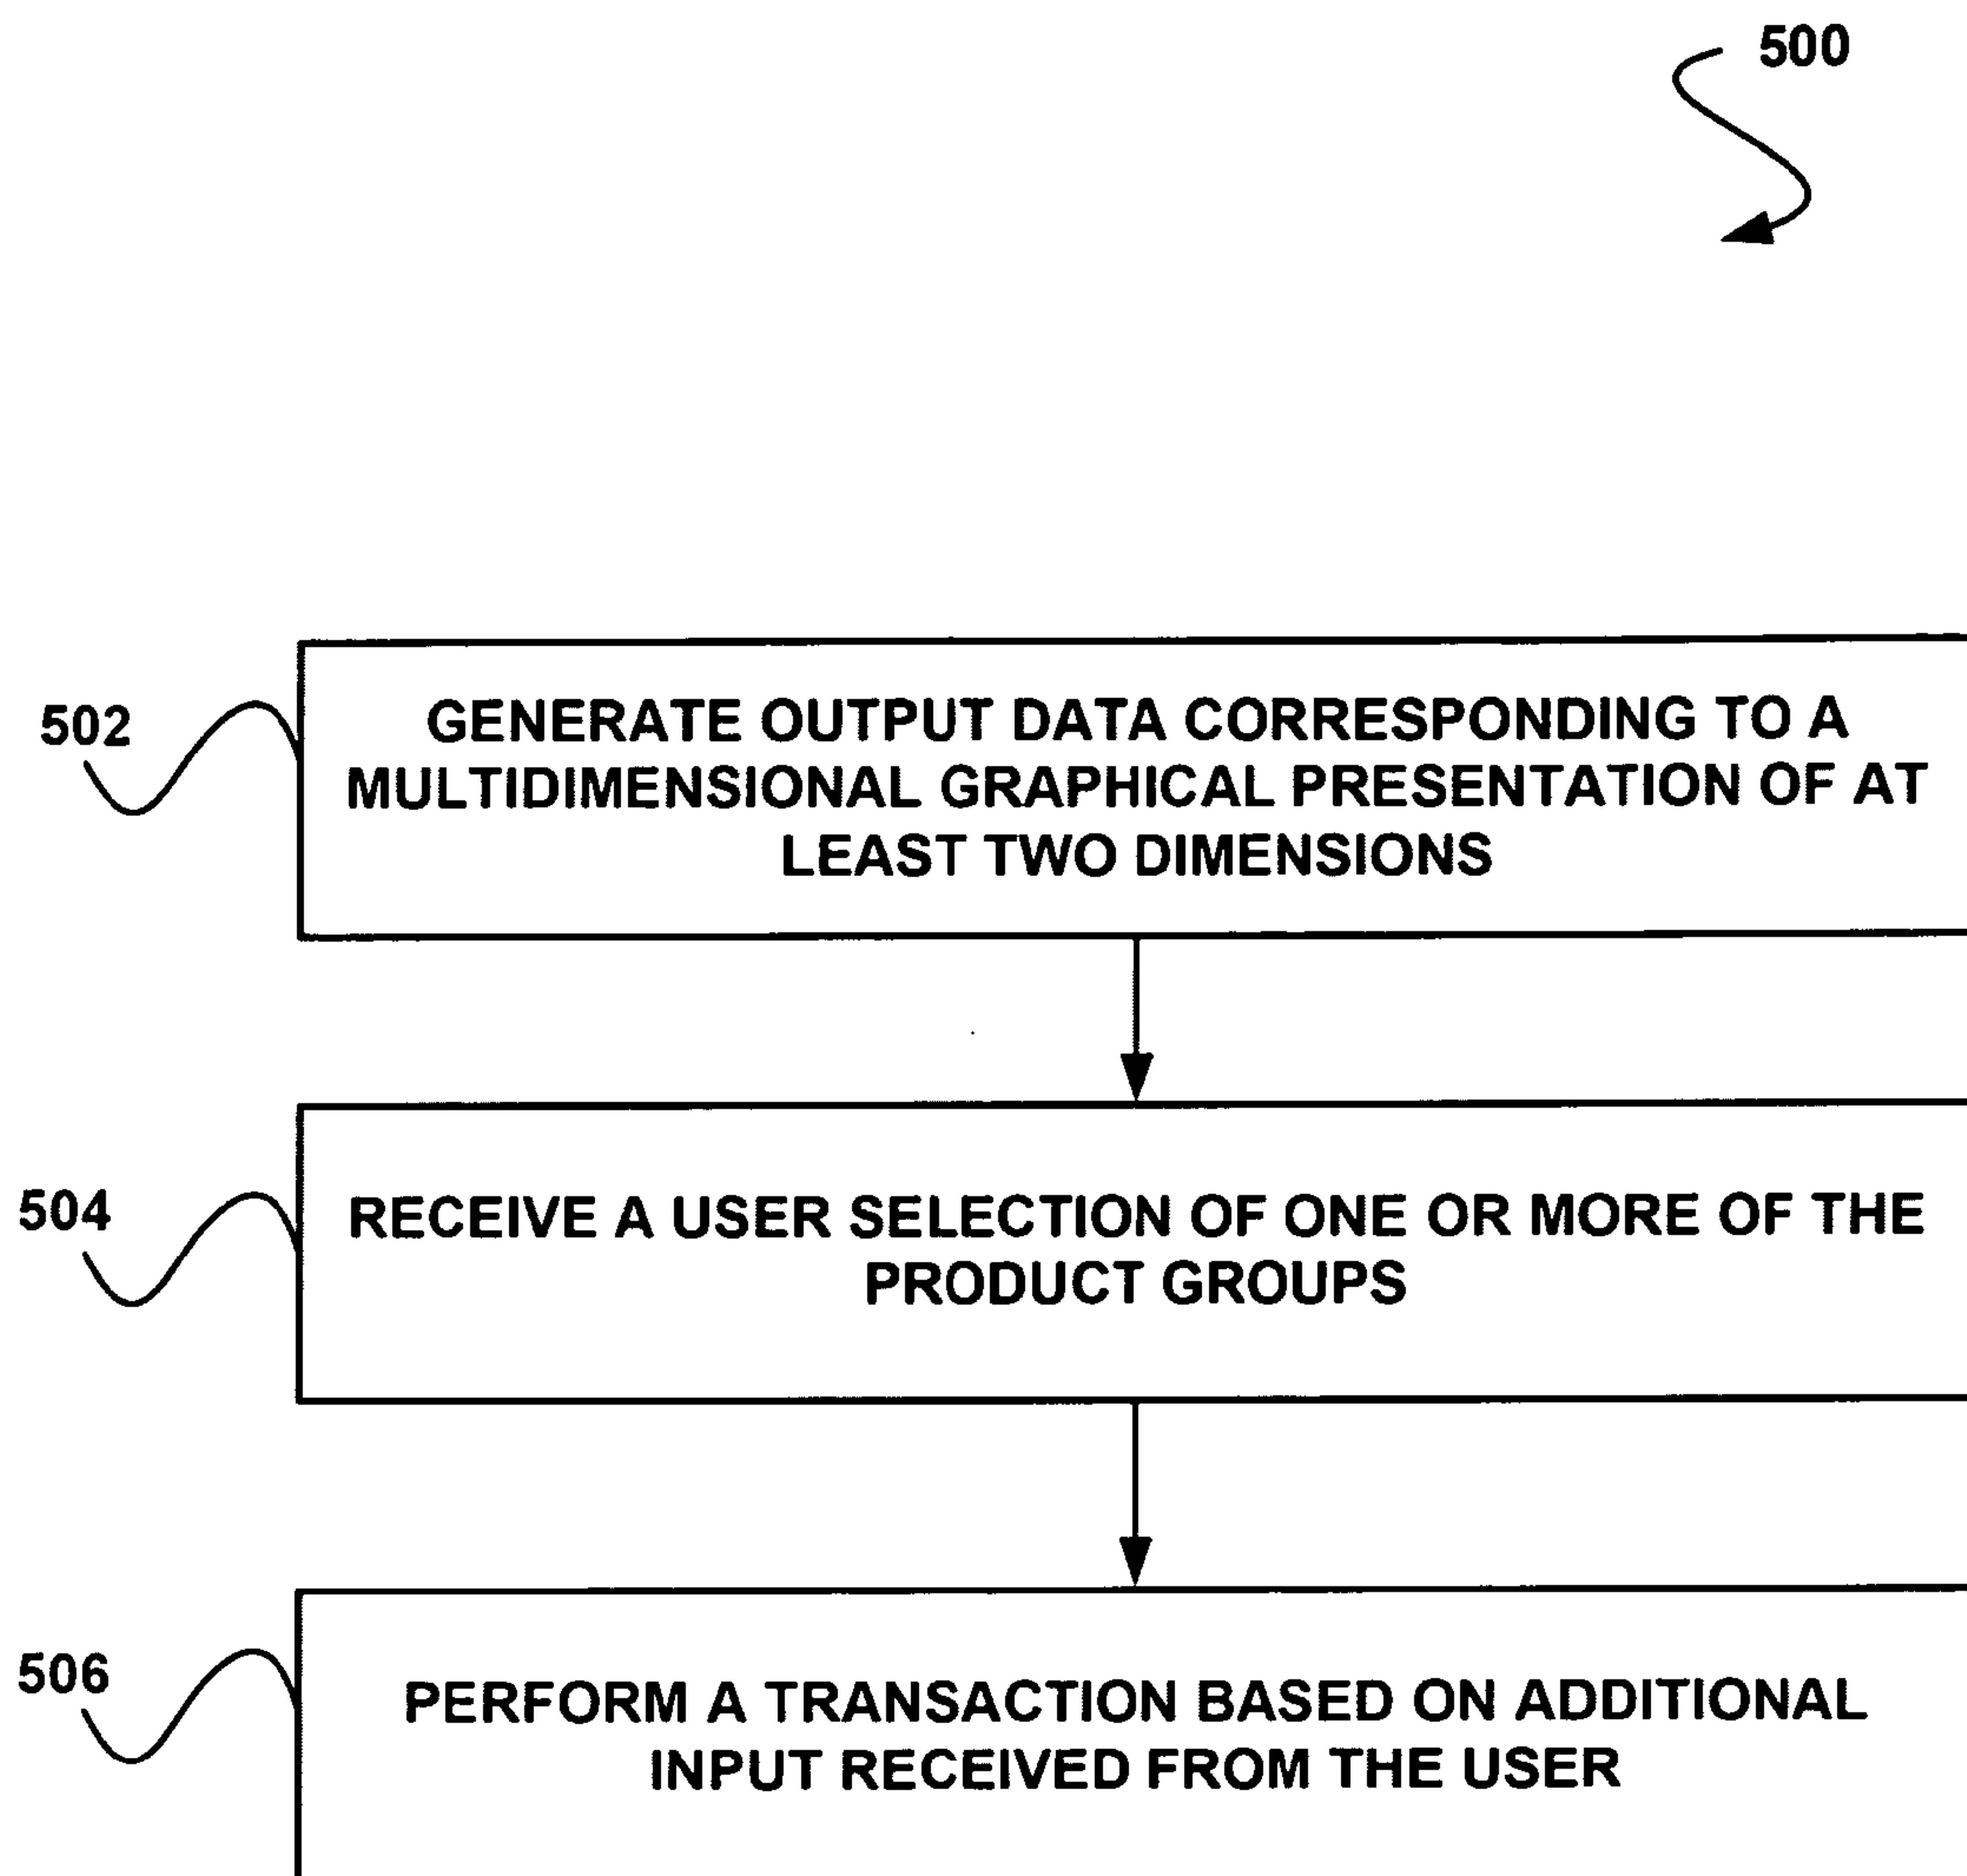 500
502
GENERATE OUTPUT DATA CORRESPONDING TO A
MULTIDIMENSIONAL GRAPHICAL PRESENTATION OF AT
LEAST TWO DIMENSIONS
504
RECEIVE A USER SELECTION OF ONE OR MORE OF THE
PRODUCT GROUPS
506
PERFORM A TRANSACTION BASED ON ADDITIONAL
INPUT RECEIVED FROM THE USER